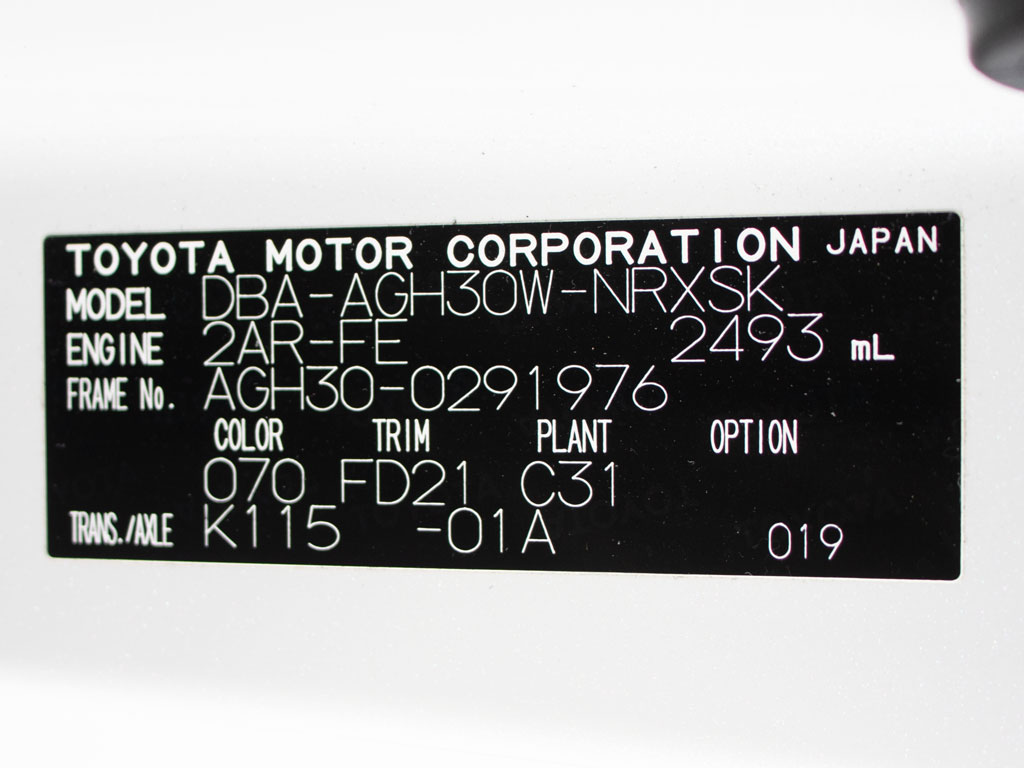 TOYOTA MOTOR CORPORATION JAPAN
MODEL DBA-AGH30W-NRXSK
ENGINE 2AR-FE 2493 mL
FRAME No. AGH30-0291976
COLOR TRIM PLANT OPTION
070 FD21 C31
TRANS./AXLE K115 -01A 019